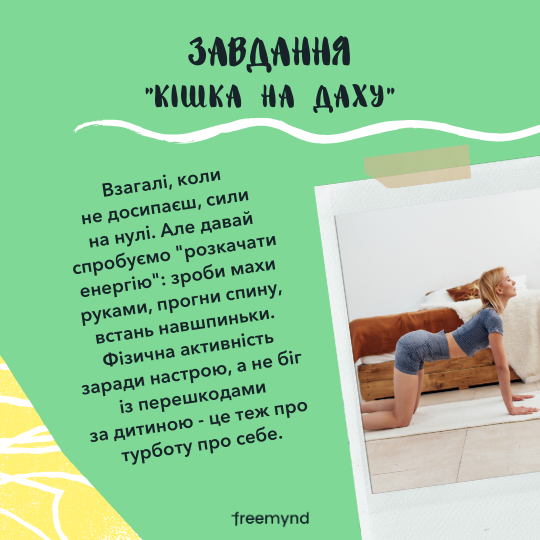 ЗАВДАННЯ
"КІШКА НА ДАХУ"
Взагалі, коли
не досипаєш, сили
на нулі. Але давай
спробуємо "розкачати
енергію": зроби махи
руками, прогни спину,
встань навшпиньки.
Фізична активність
заради настрою, а не біг
із перешкодами
за дитиною - це теж про
турботу про себе.
freemynd